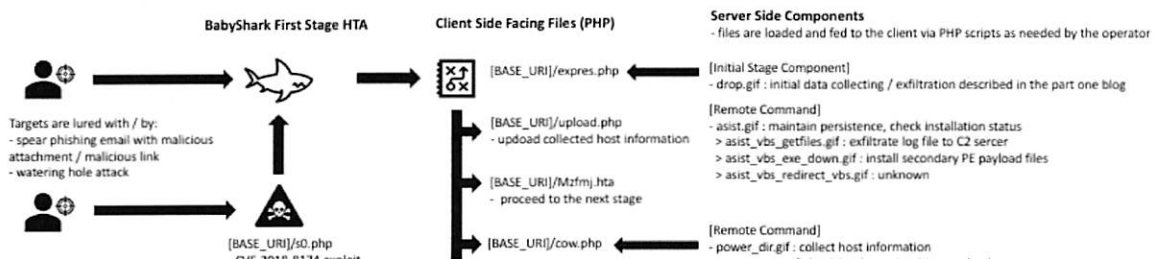 BabyShark First Stage HTA
Client Side Facing Files (PHP)
Server Side Components
- files are loaded and fed to the client via PHP scripts as needed by the operator
[BASE_URI]/expres.php
[Initial Stage Component]
- drop.gif : initial data collecting / exfiltration described in the part one blog
Targets are lured with / by:
- spear phishing email with malicious
attachment / malicious link
- watering hole attack
[BASE_URI]/upload.php
- updoad collected host information
[Remote Command]
- asist.gif : maintain persistence, check installation status
> asist_vbs_getfiles.gif : exfiltrate log file to C2 sercer
> asist_vbs_exe_down.gif : install secondary PE payload files
> asist_vbs_redirect_vbs.gif : unknown
[BASE_URI]/Mzfmj.hta
- proceed to the next stage
[BASE_URI]/s0.php
[BASE_URI]/cow.php
[Remote Command]
- power_dir.gif : collect host information